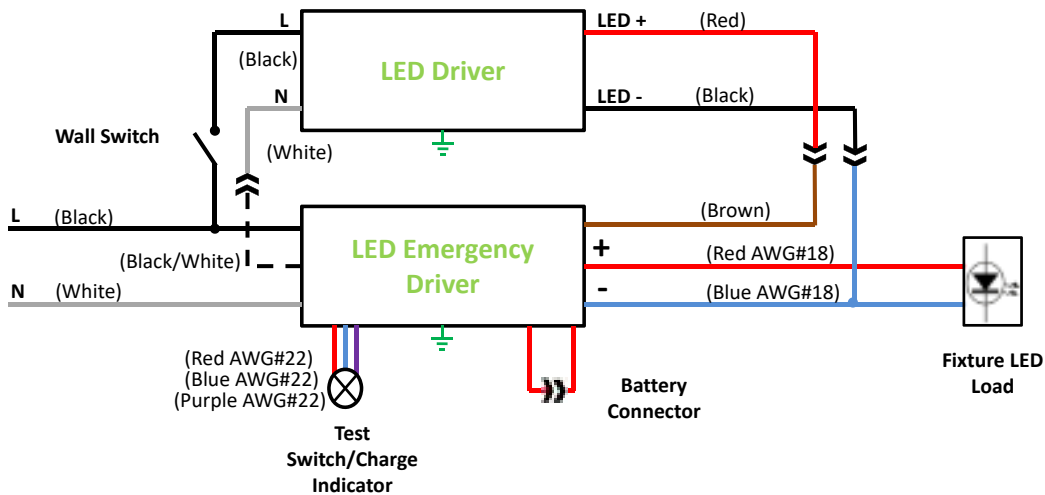 L
LED +
(Red)
(Black)
LED Driver
N
LED -
(Black)
Wall Switch
(White)
L
(Black)
(Brown)
LED Emergency
Driver
+
(Red AWG#18)
(Black/White)
N
(White)
-
(Blue AWG#18)
(Red AWG#22)
(Blue AWG#22)
(Purple AWG#22)
Battery
Connector
Fixture LED
Load
Test
Switch/Charge
Indicator